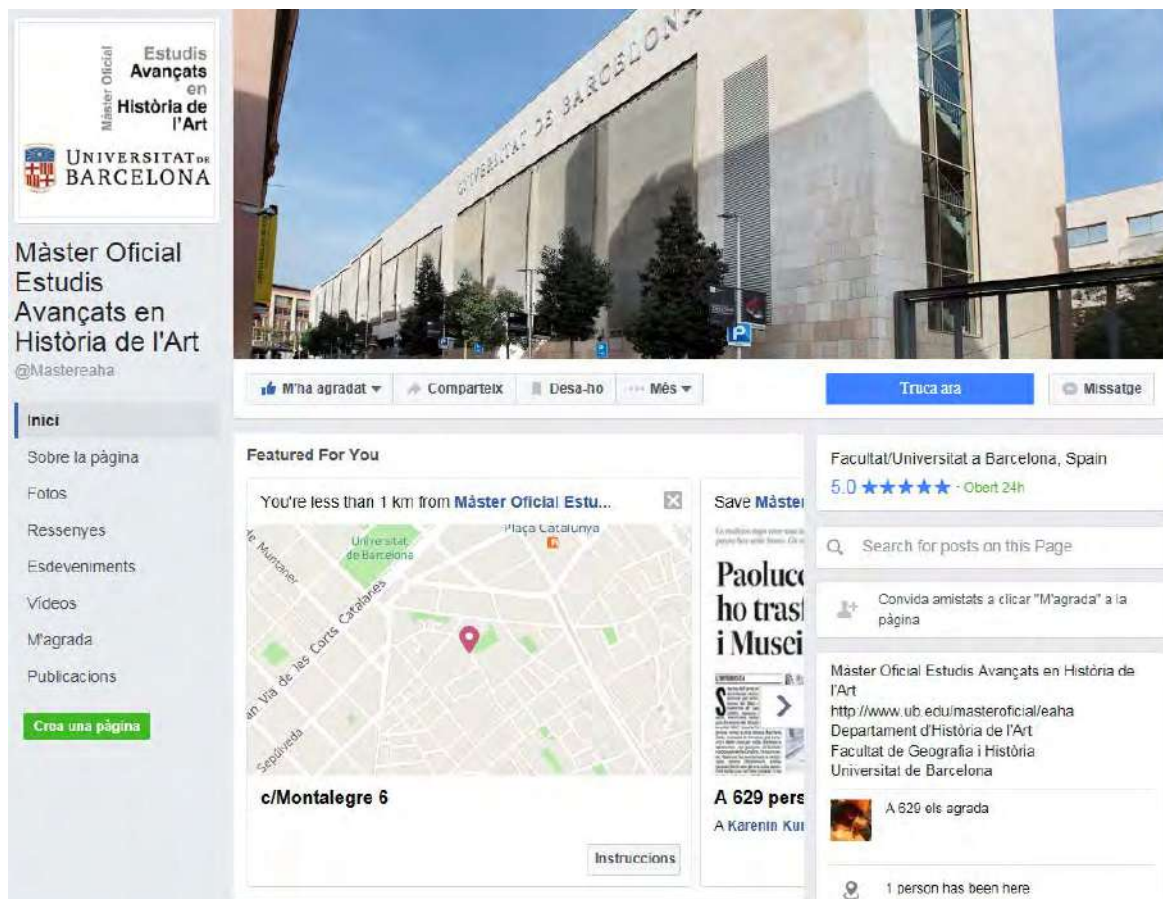 Màster Oficial
Estudis
Avançats
en
Història de
l'Art
UNIVERSITAT DE
BARCELONA
Màster Oficial
Estudis
Avançats en
Història de l'Art
@Mastereaha
Inici
Sobre la pàgina
Fotos
Ressenyes
Esdeveniments
Vídeos
M'agrada
Publicacions
Crea una pàgina
UNIVERSITAT DE BARCELONA
P
M'ha agradat
Comparteix
Desa-ho
Més
Truca ara
Missatge
Featured For You
You're less than 1 km from Màster Oficial Estu...
Plaça Catalunya
Universitat
de Barcelona
de Muntaner
an Via de les Corts Catalanes
Sepúlveda
c/Montalegre 6
Instruccions
Save Màster
Paolucc
ho trasf
i Musei
A 629 pers
A Karenin Kur
Facultat/Universitat a Barcelona, Spain
5.0 ★★★★★ · Obert 24h
Search for posts on this Page
Convida amistats a clicar "M'agrada" a la
pàgina
Màster Oficial Estudis Avançats en Història de
l'Art
http://www.ub.edu/masteroficial/eaha
Departament d'Història de l'Art
Facultat de Geografia i Història
Universitat de Barcelona
A 629 els agrada
1 person has been here